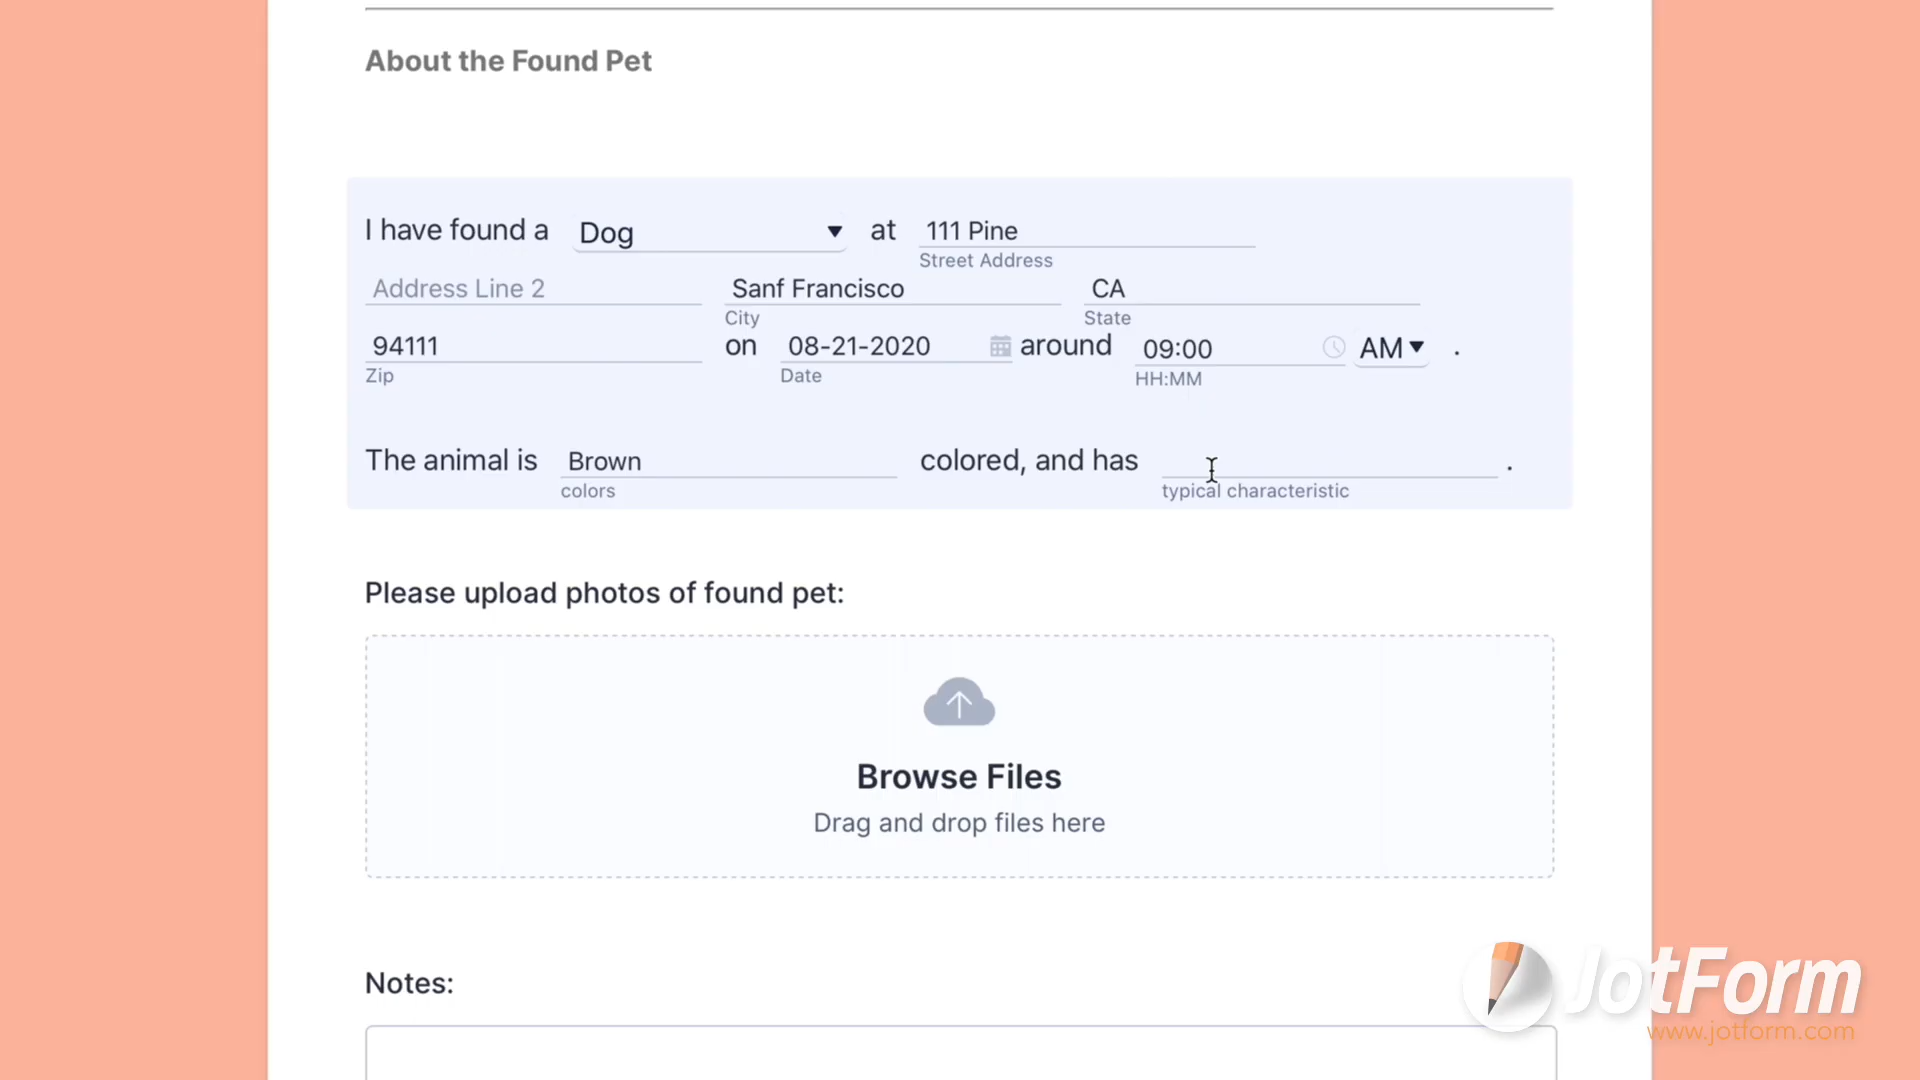 About the Found Pet
I have found a Dog at 111 Pine
Street Address
Address Line 2 Sanf Francisco CA
City State
94111 on 08-21-2020 around 09:00 AM .
Zip Date HH:MM
The animal is Brown colored, and has .
colors typical characteristic
Please upload photos of found pet:
Browse Files
Drag and drop files here
Notes:
JotForm
www.jotform.com